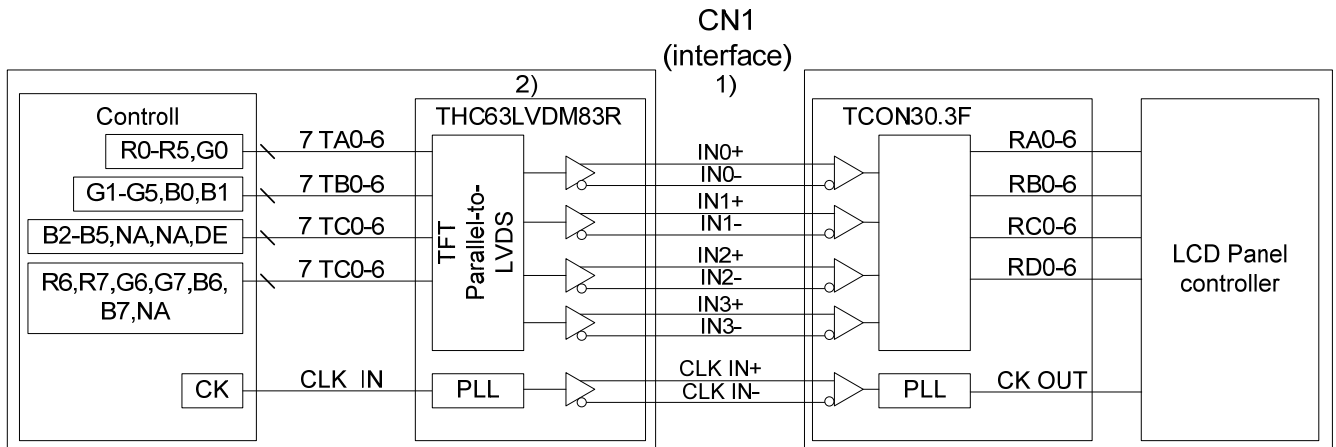 CN1
(interface)
2)
1)
Controll
THC63LVDM83R
TCON30.3F
R0-R5,G0
7 TA0-6
IN0+
IN0-
RA0-6
G1-G5,B0,B1
7 TB0-6
IN1+
IN1-
RB0-6
B2-B5,NA,NA,DE
7 TC0-6
IN2+
IN2-
RC0-6
R6,R7,G6,G7,B6,
B7,NA
7 TC0-6
IN3+
IN3-
RD0-6
TFT
Parallel-to-
LVDS
LCD Panel
controller
CK
CLK IN
PLL
CLK IN+
CLK IN-
PLL
CK OUT